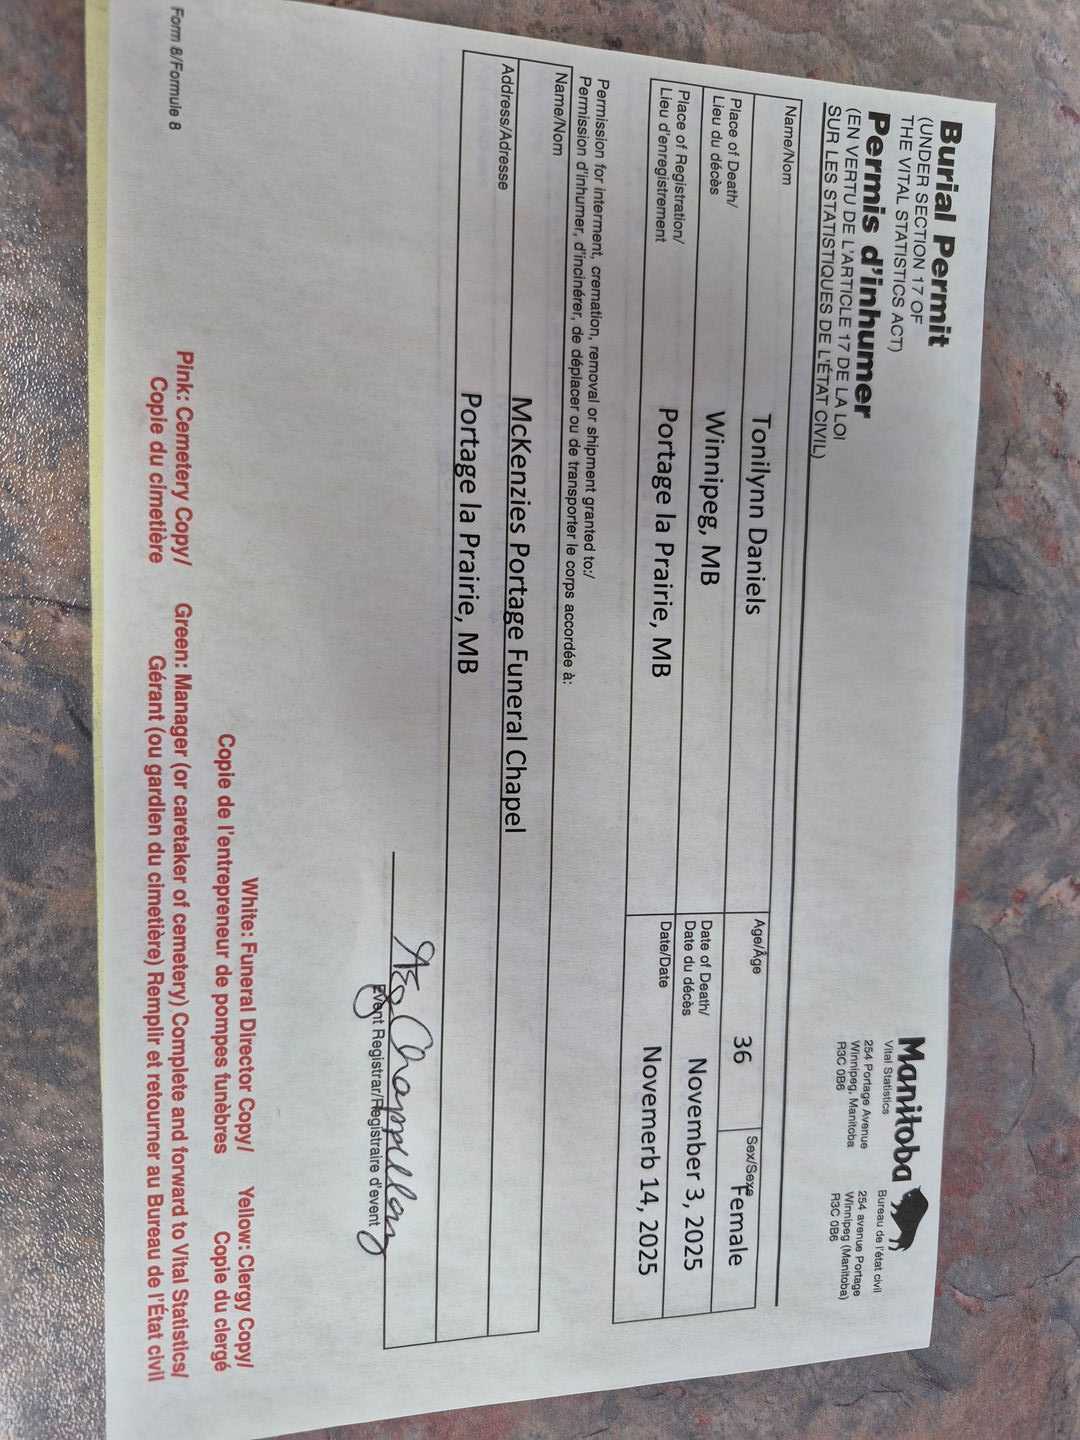 Burial Permit
(UNDER SECTION 17 OF
THE VITAL STATISTICS ACT)
Permis d'inhumer
(EN VERTU DE L'ARTICLE 17 DE LA LOI
SUR LES STATISTIQUES DE L'ÉTAT CIVIL)
Manitoba
Vital Statistics
254 Portage Avenue
Winnipeg, Manitoba
R3C 0B6
Bureau de l'état civil
254 avenue Portage
Winnipeg (Manitoba)
R3C 0B6
Name/Nom
Tonilynn Daniels
Age/Âge
36
Sex/Sexe
Female
Place of Death/
Lieu du décès
Winnipeg, MB
Date of Death/
Date du décès
November 3, 2025
Place of Registration/
Lieu d'enregistrement
Portage la Prairie, MB
Date/Date
Novemerb 14, 2025
Permission for interment, cremation, removal or shipment granted to:/
Permission d'inhumer, d'incinérer, de déplacer ou de transporter le corps accordée à:
Name/Nom
McKenzies Portage Funeral Chapel
Address/Adresse
Portage la Prairie, MB
Event Registrar/Registraire d'event
White: Funeral Director Copy/
Copie de l'entrepreneur de pompes funèbres
Yellow: Clergy Copy/
Copie du clergé
Pink: Cemetery Copy/
Copie du cimetière
Green: Manager (or caretaker of cemetery) Complete and forward to Vital Statistics/
Gérant (ou gardien du cimetière) Remplir et retourner au Bureau de l'État civil
Form 8/Formule 8